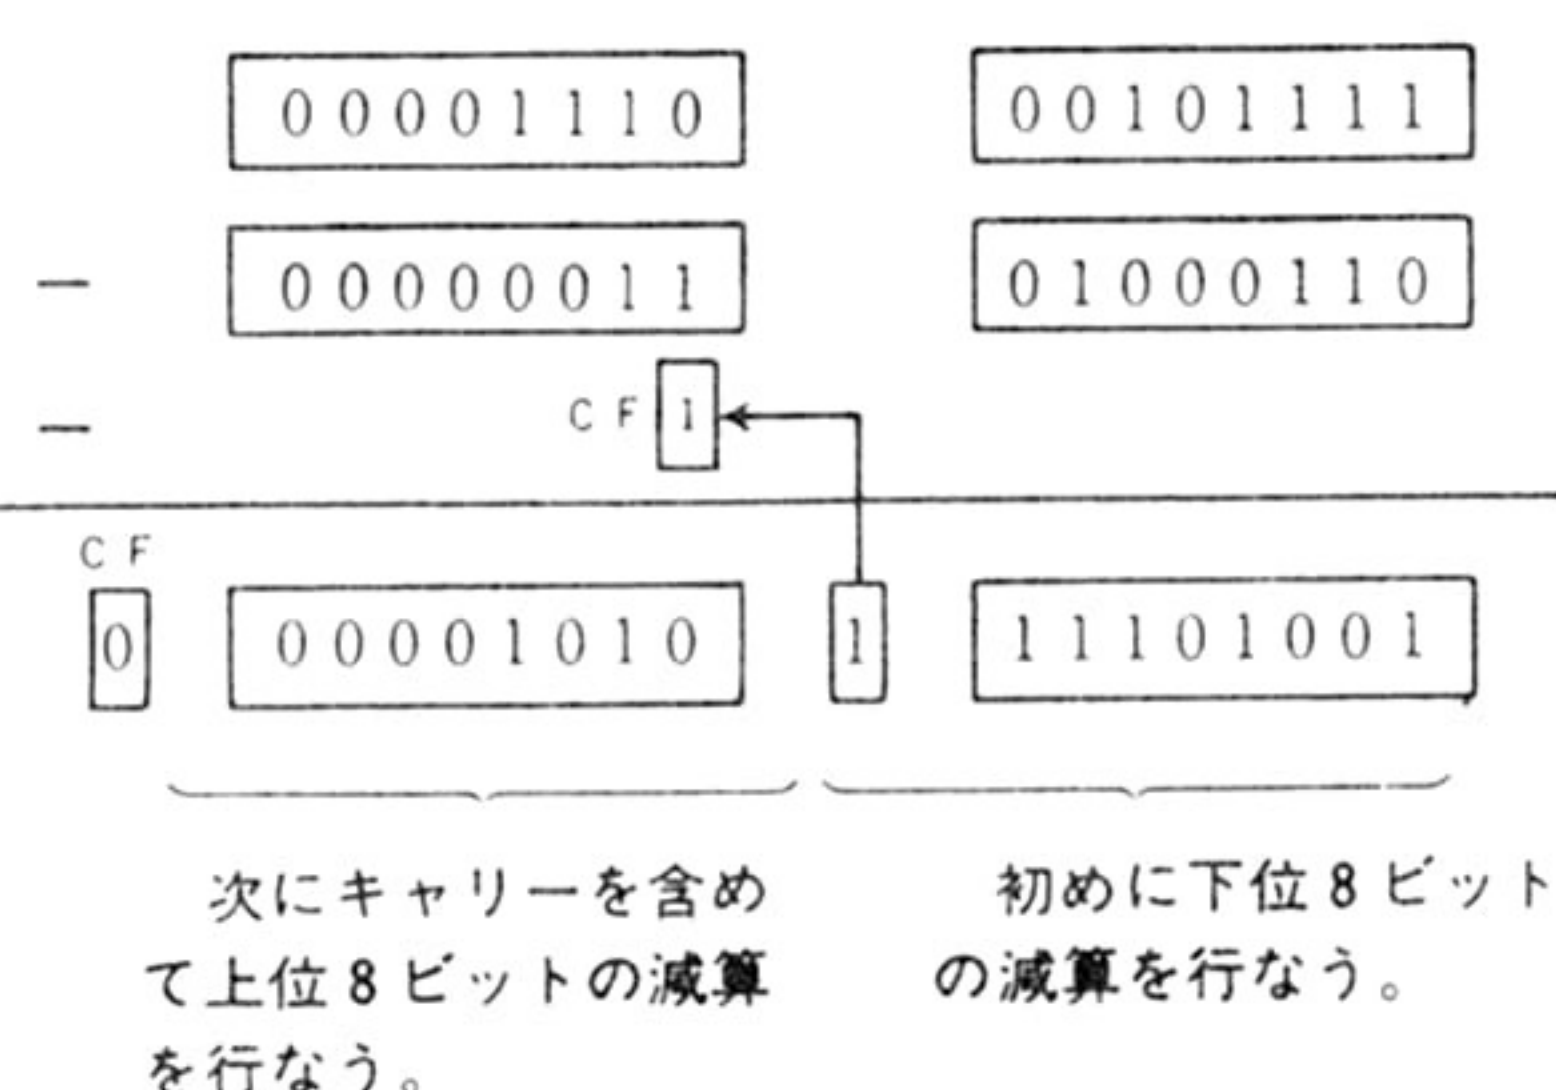 00001110 00101111
— 00000011 01000110
— CF 1
CF
0 00001010 1 11101001
次にキャリーを含め
て上位8ビットの減算
を行なう。
初めに下位8ビット
の減算を行なう。